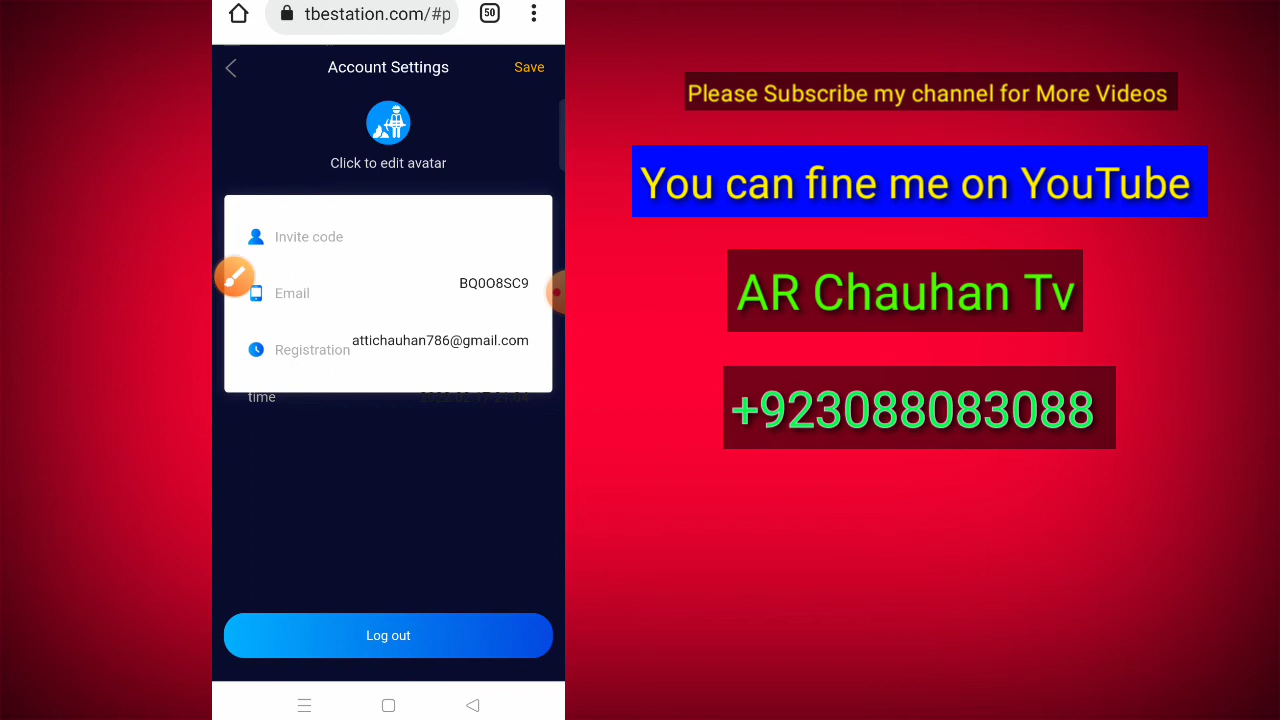 tbestation.com/#p
50
Account Settings
Save
Click to edit avatar
Invite code
BQ0O8SC9
Email
attichauhan786@gmail.com
Registration
time
Log out
Please Subscribe my channel for More Videos
You can fine me on YouTube
AR Chauhan Tv
+923088083088